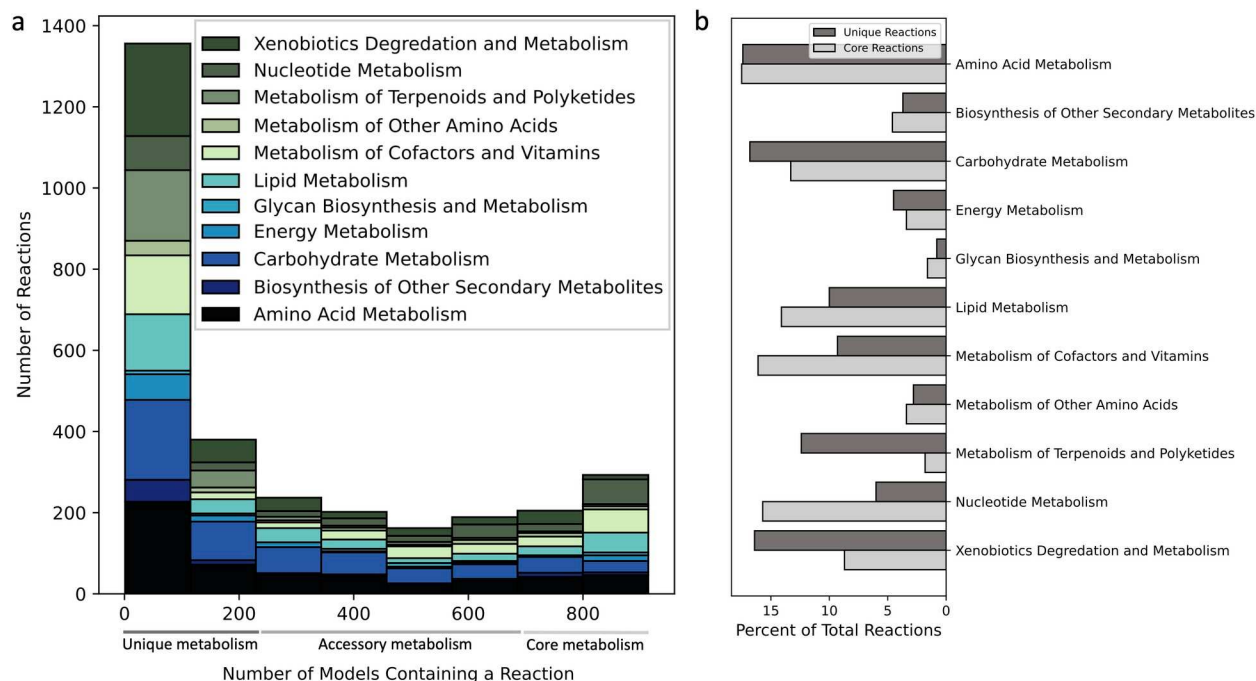 a
1400
1200
1000
800
600
400
200
0
Number of Reactions
Xenobiotics Degredation and Metabolism
Nucleotide Metabolism
Metabolism of Terpenoids and Polyketides
Metabolism of Other Amino Acids
Metabolism of Cofactors and Vitamins
Lipid Metabolism
Glycan Biosynthesis and Metabolism
Energy Metabolism
Carbohydrate Metabolism
Biosynthesis of Other Secondary Metabolites
Amino Acid Metabolism
0 200 400 600 800
Unique metabolism Accessory metabolism Core metabolism
Number of Models Containing a Reaction
b
Unique Reactions
Core Reactions
Amino Acid Metabolism
Biosynthesis of Other Secondary Metabolites
Carbohydrate Metabolism
Energy Metabolism
Glycan Biosynthesis and Metabolism
Lipid Metabolism
Metabolism of Cofactors and Vitamins
Metabolism of Other Amino Acids
Metabolism of Terpenoids and Polyketides
Nucleotide Metabolism
Xenobiotics Degredation and Metabolism
15 10 5 0
Percent of Total Reactions